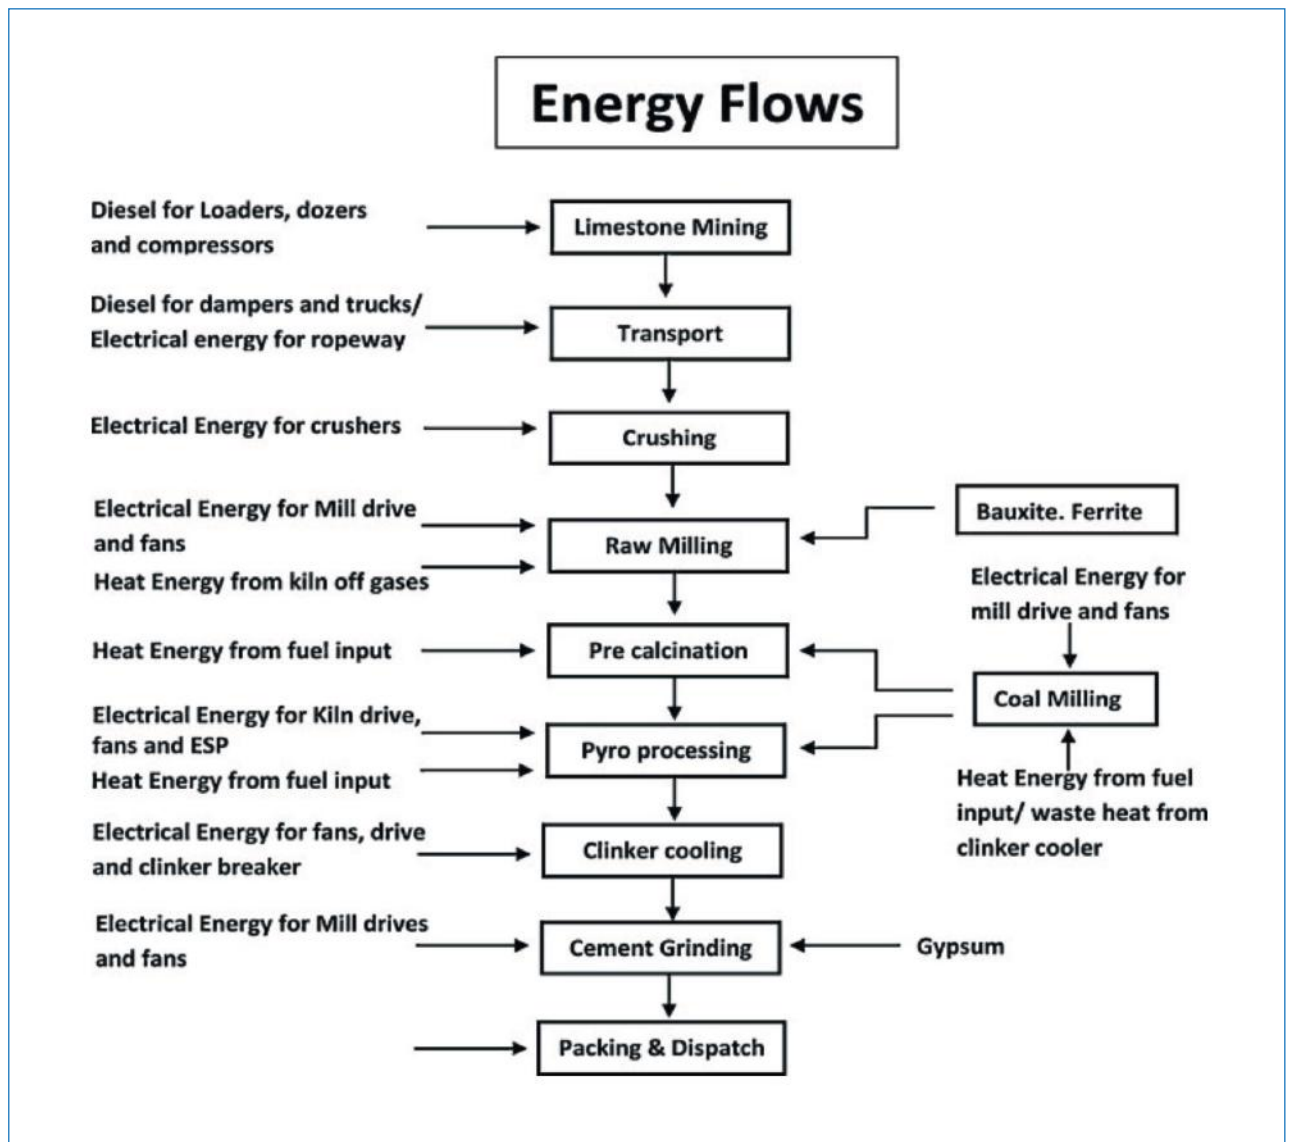 Energy Flows
Diesel for Loaders, dozers
and compressors
Limestone Mining
Diesel for dampers and trucks/
Electrical energy for ropeway
Transport
Electrical Energy for crushers
Crushing
Electrical Energy for Mill drive
and fans
Heat Energy from kiln off gases
Raw Milling
Bauxite. Ferrite
Electrical Energy for
mill drive and fans
Heat Energy from fuel input
Pre calcination
Coal Milling
Electrical Energy for Kiln drive,
fans and ESP
Heat Energy from fuel input
Pyro processing
Heat Energy from fuel
input/ waste heat from
clinker cooler
Electrical Energy for fans, drive
and clinker breaker
Clinker cooling
Electrical Energy for Mill drives
and fans
Cement Grinding
Gypsum
Packing & Dispatch